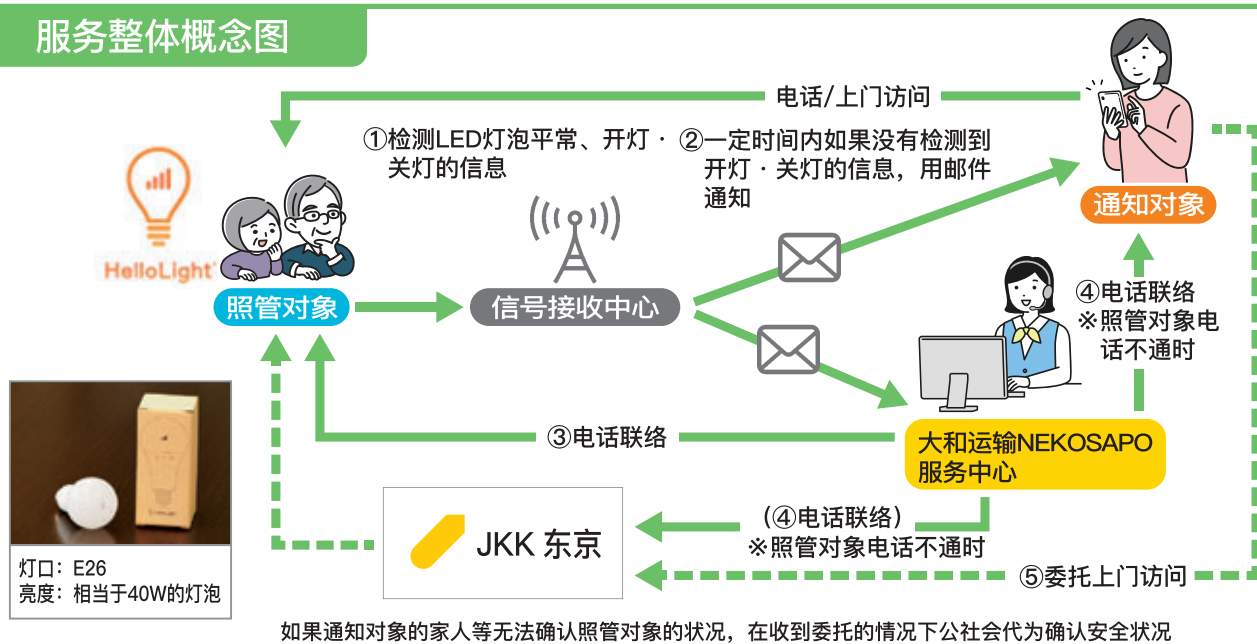 服务整体概念图
电话/上门访问
①检测LED灯泡平常、开灯·
关灯的信息
②一定时间内如果没有检测到
开灯·关灯的信息，用邮件
通知
通知对象
HelloLight
照管对象
信号接收中心
④电话联络
※照管对象电
话不通时
③电话联络
大和运输NEKOSAPO
服务中心
JKK 东京
（④电话联络）
※照管对象电话不通时
⑤委托上门访问
灯口：E26
亮度：相当于40W的灯泡
如果通知对象的家人等无法确认照管对象的状况，在收到委托的情况下公社会代为确认安全状况